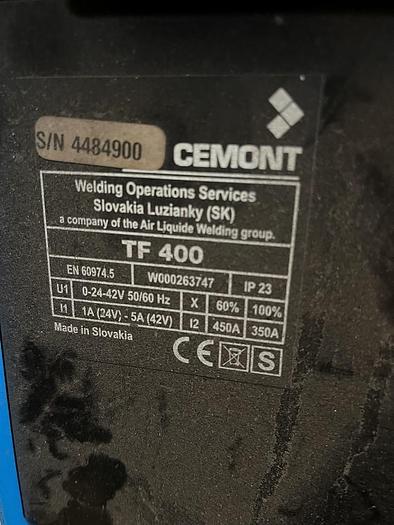 S/N 4484900
CEMONT
Welding Operations Services
Slovakia Luzianky (SK)
a company of the Air Liquide Welding group.
TF 400
EN 60974.5 W000263747 IP 23
U1 0-24-42V 50/60 Hz X 60% 100%
I1 1A (24V) - 5A (42V) I2 450A 350A
Made in Slovakia
CE S